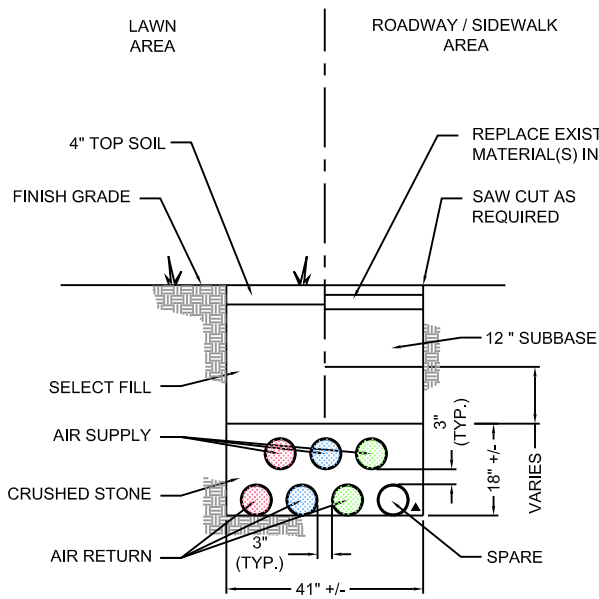 LAWN
AREA
ROADWAY / SIDEWALK
AREA
4" TOP SOIL
REPLACE EXIST
MATERIAL(S) IN
FINISH GRADE
SAW CUT AS
REQUIRED
12 " SUBBASE
SELECT FILL
3"
(TYP.)
AIR SUPPLY
18" +/-
VARIES
CRUSHED STONE
AIR RETURN
3"
(TYP.)
SPARE
41" +/-